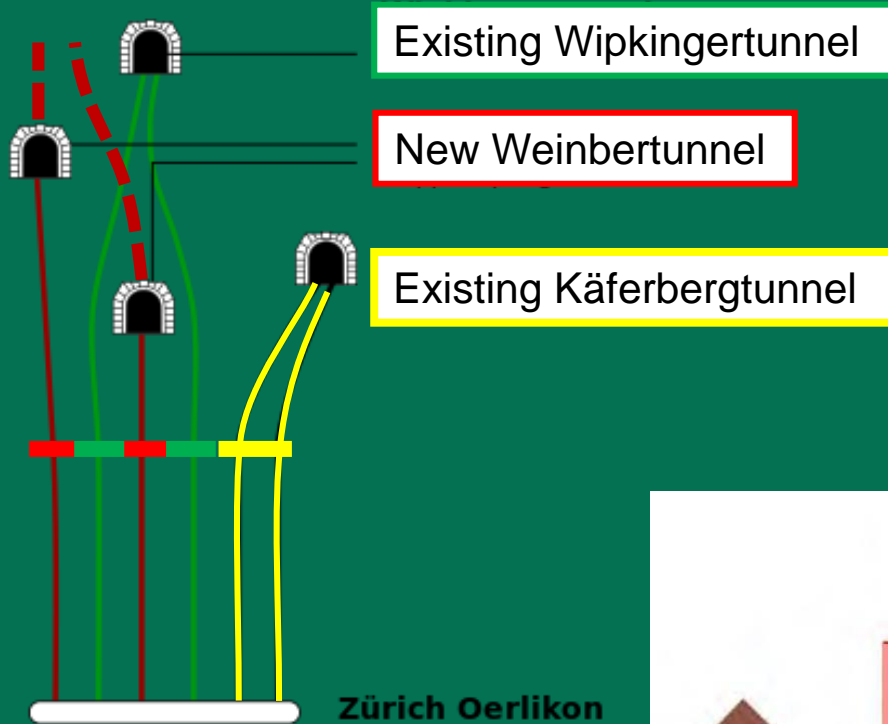 Existing Wipkingertunnel
New Weinbertunnel
Existing Käferbergtunnel
Zürich Oerlikon